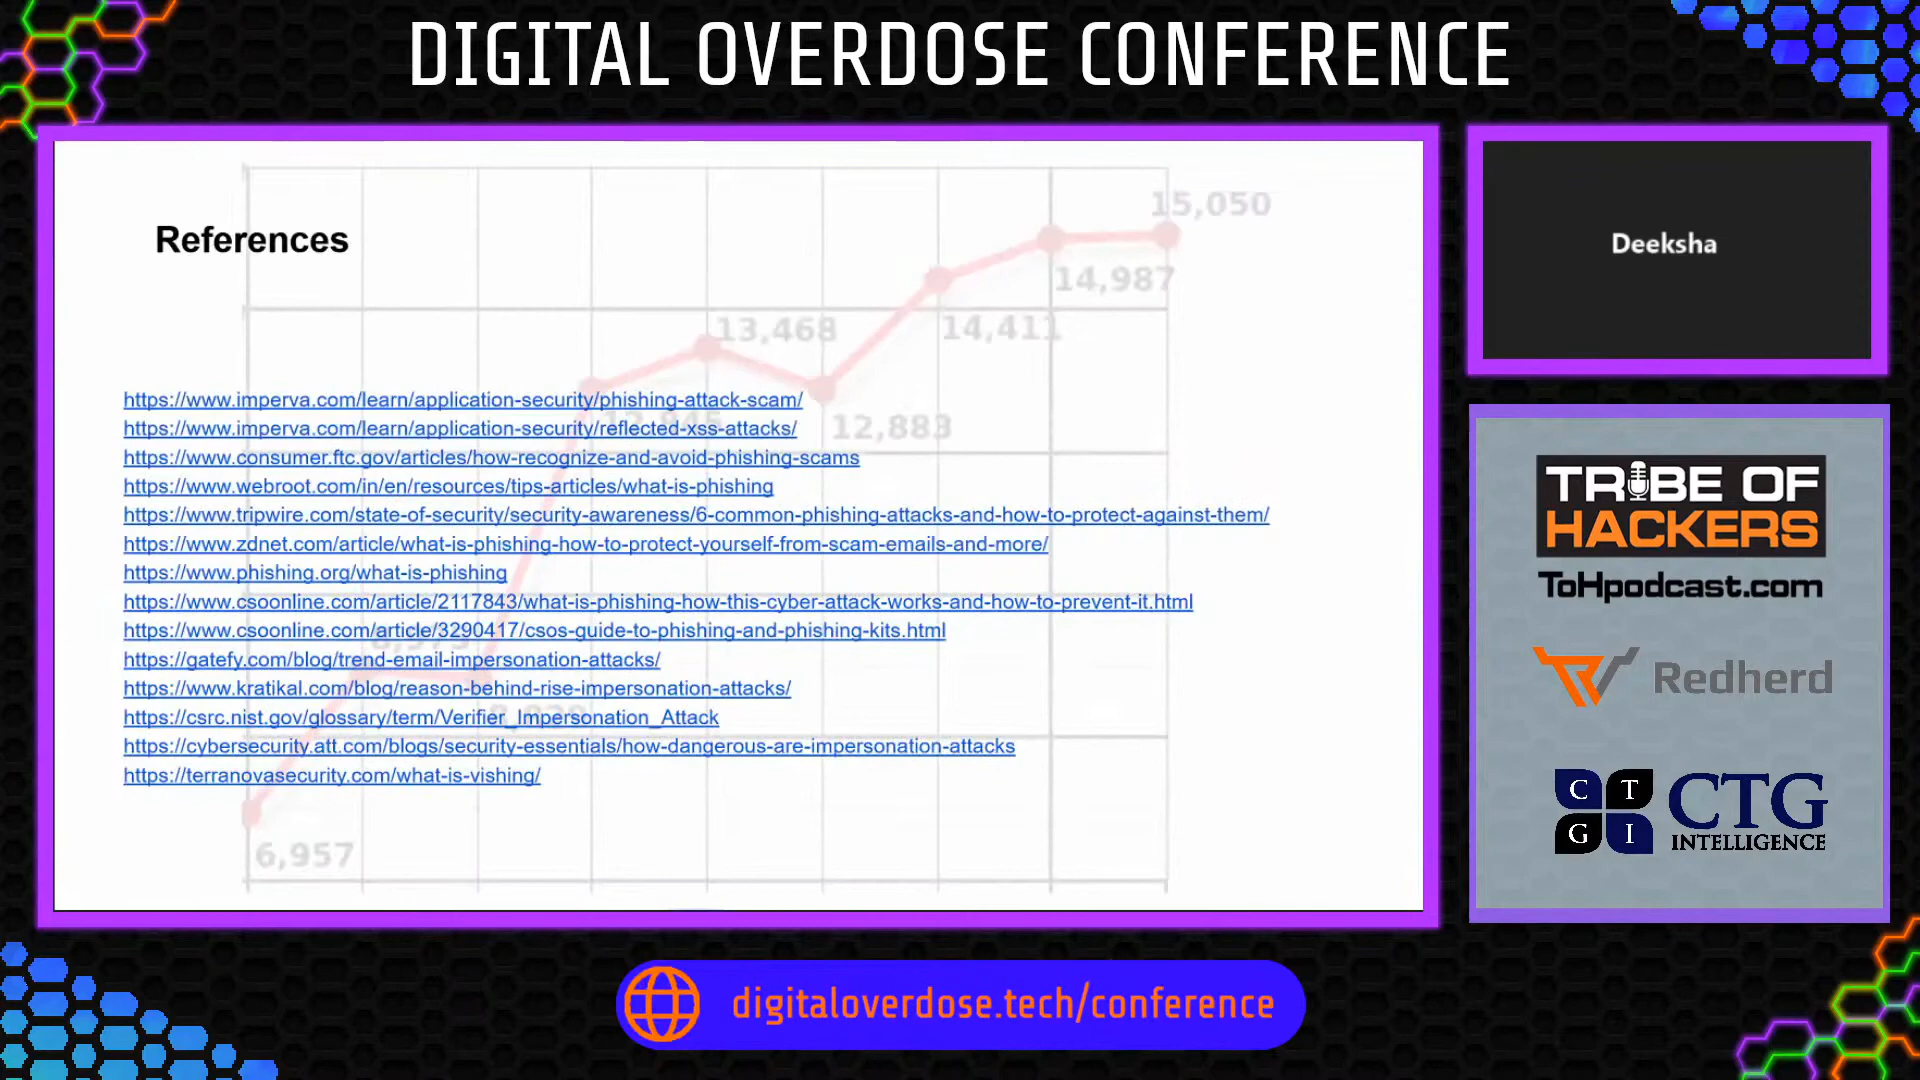 DIGITAL OVERDOSE CONFERENCE
References
https://www.imperva.com/learn/application-security/phishing-attack-scam/
https://www.imperva.com/learn/application-security/reflected-xss-attacks/
https://www.consumer.ftc.gov/articles/how-recognize-and-avoid-phishing-scams
https://www.webroot.com/in/en/resources/tips-articles/what-is-phishing
https://www.tripwire.com/state-of-security/security-awareness/6-common-phishing-attacks-and-how-to-protect-against-them/
https://www.zdnet.com/article/what-is-phishing-how-to-protect-yourself-from-scam-emails-and-more/
https://www.phishing.org/what-is-phishing
https://www.csoonline.com/article/2117843/what-is-phishing-how-this-cyber-attack-works-and-how-to-prevent-it.html
https://www.csoonline.com/article/3290417/csos-guide-to-phishing-and-phishing-kits.html
https://gatefy.com/blog/trend-email-impersonation-attacks/
https://www.kratikal.com/blog/reason-behind-rise-impersonation-attacks/
https://csrc.nist.gov/glossary/term/Verifier_Impersonation_Attack
https://cybersecurity.att.com/blogs/security-essentials/how-dangerous-are-impersonation-attacks
https://terranovasecurity.com/what-is-vishing/
15,050
14,987
14,411
13,468
12,883
6,957
Deeksha
TRIBE OF
HACKERS
ToHpodcast.com
Redherd
C T
G I
CTG
INTELLIGENCE
digitaloverdose.tech/conference